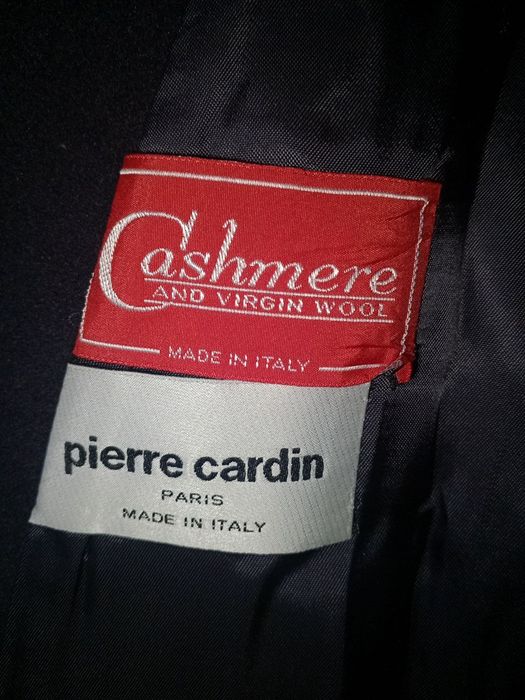 Cashmere
AND VIRGIN WOOL
MADE IN ITALY
pierre cardin
PARIS
MADE IN ITALY